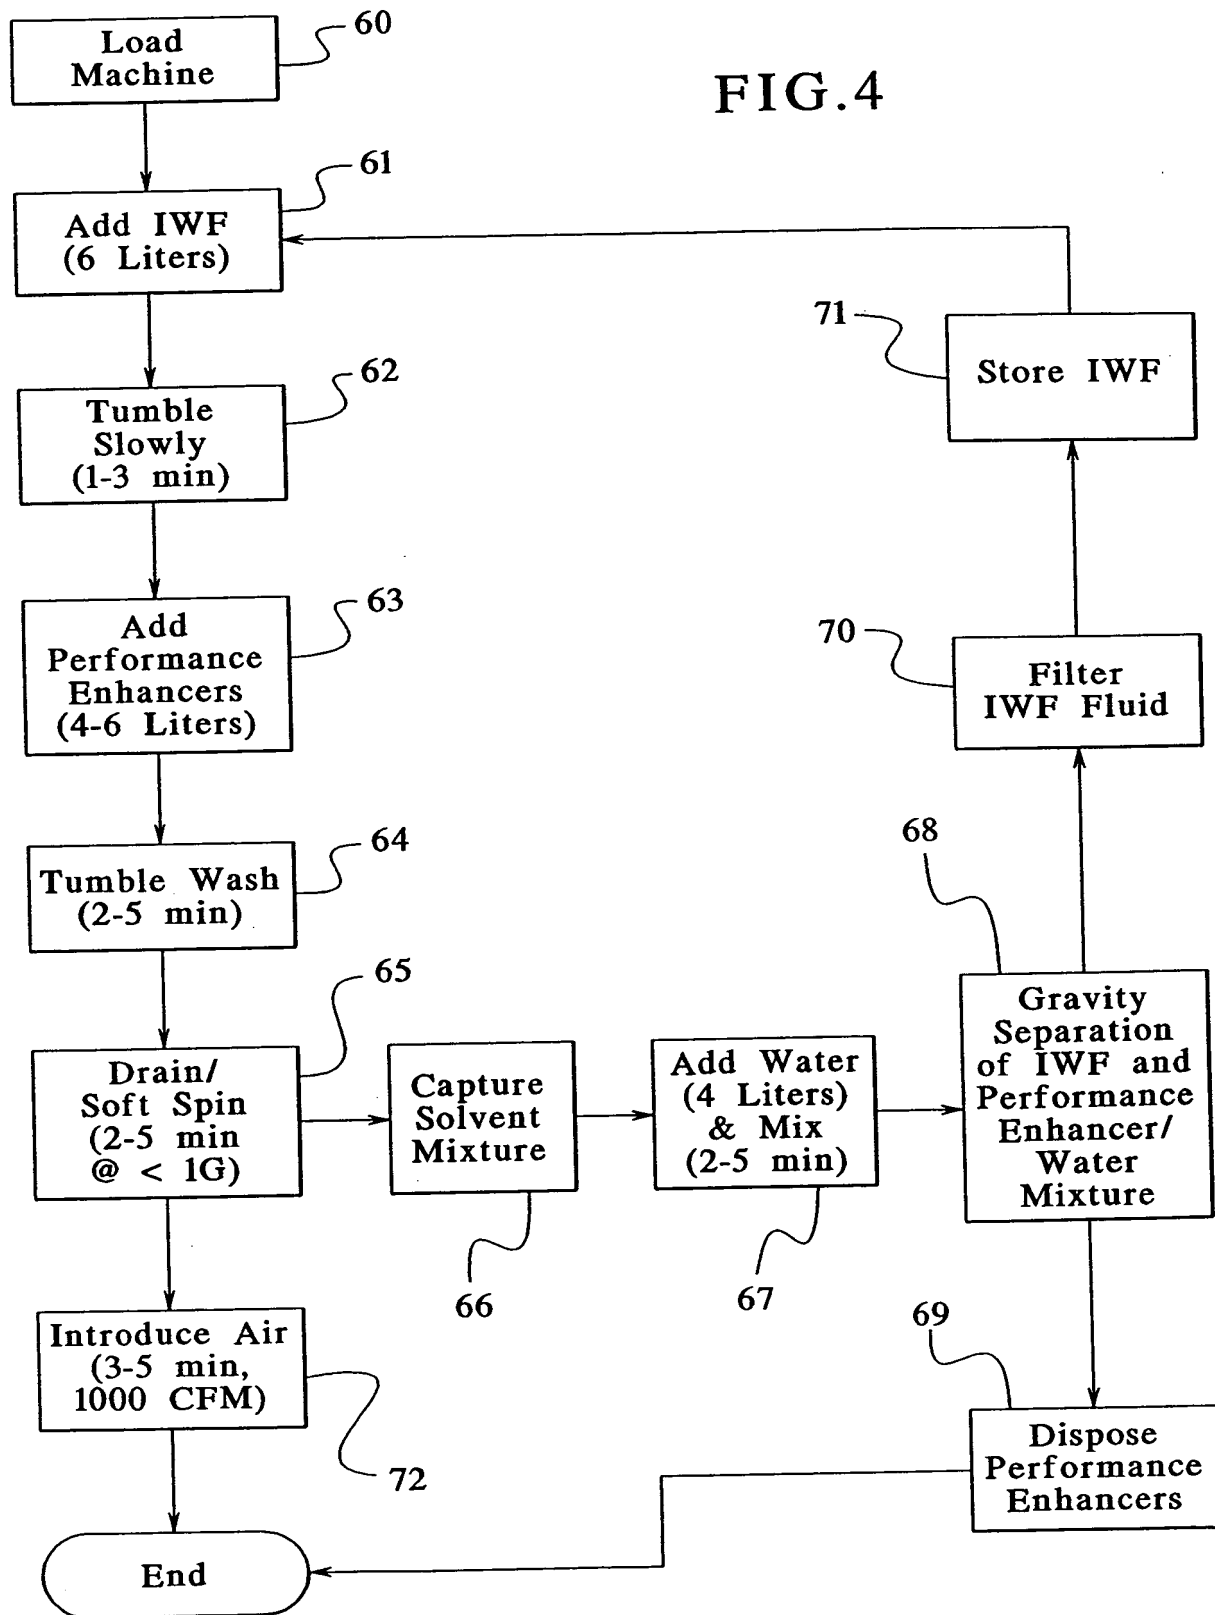 FIG.4
Load
Machine
60
Add IWF
(6 Liters)
61
Tumble
Slowly
(1-3 min)
62
Add
Performance
Enhancers
(4-6 Liters)
63
Tumble Wash
(2-5 min)
64
Drain/
Soft Spin
(2-5 min
@ < 1G)
65
Capture
Solvent
Mixture
66
Add Water
(4 Liters)
& Mix
(2-5 min)
67
Gravity
Separation
of IWF and
Performance
Enhancer/
Water
Mixture
68
Dispose
Performance
Enhancers
69
Filter
IWF Fluid
70
Store IWF
71
Introduce Air
(3-5 min,
1000 CFM)
72
End